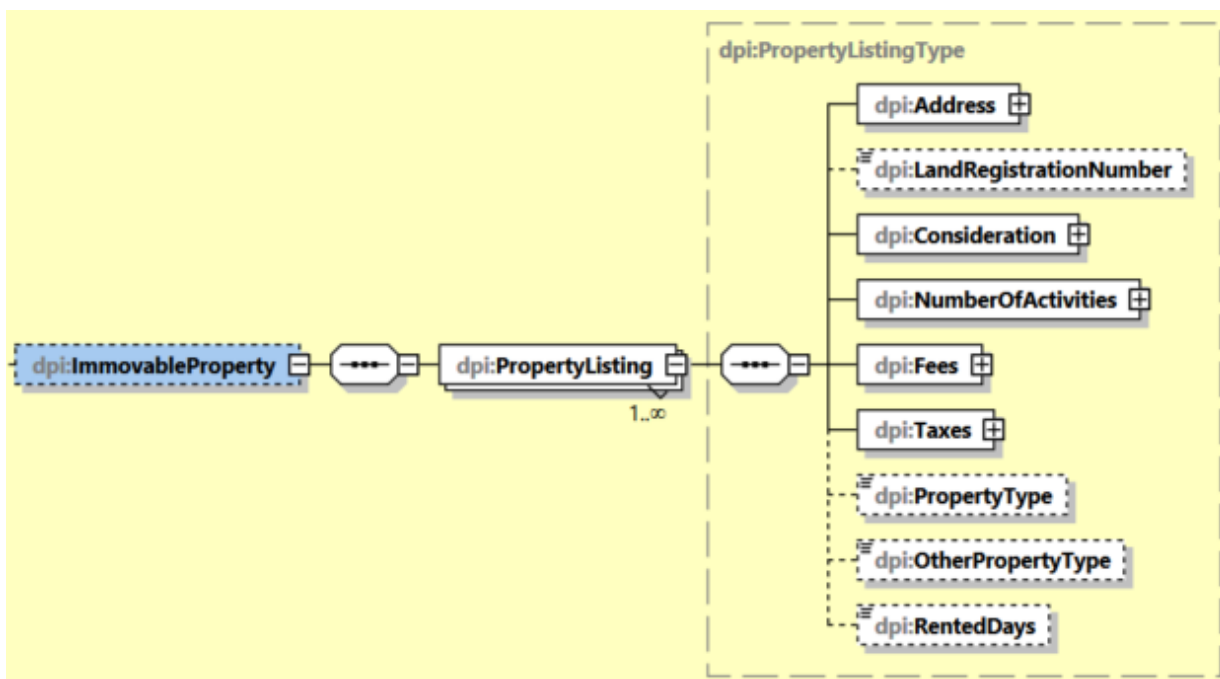 dpi:PropertyListingType
dpi:Address
dpi:LandRegistrationNumber
dpi:Consideration
dpi:NumberOfActivities
dpi:ImmovableProperty
dpi:PropertyListing
1..∞
dpi:Fees
dpi:Taxes
dpi:PropertyType
dpi:OtherPropertyType
dpi:RentedDays